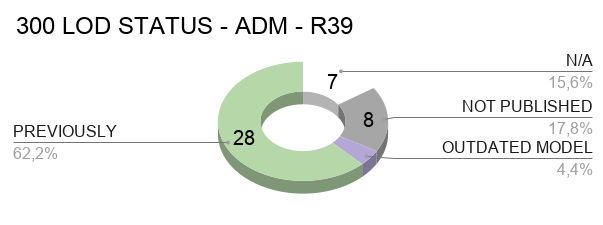 300 LOD STATUS - ADM - R39
N/A
15,6%
7
NOT PUBLISHED
17,8%
8
PREVIOUSLY
62,2%
28
OUTDATED MODEL
4,4%